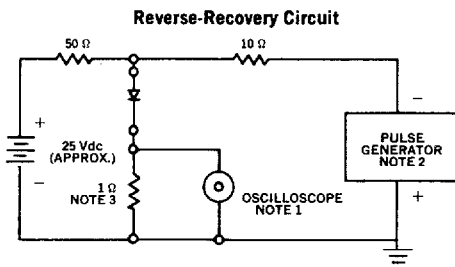 Reverse-Recovery Circuit
50 Ω
10 Ω
+
25 Vdc
(APPROX.)
−
1 Ω
NOTE 3
OSCILLOSCOPE
NOTE 1
−
PULSE
GENERATOR
NOTE 2
+